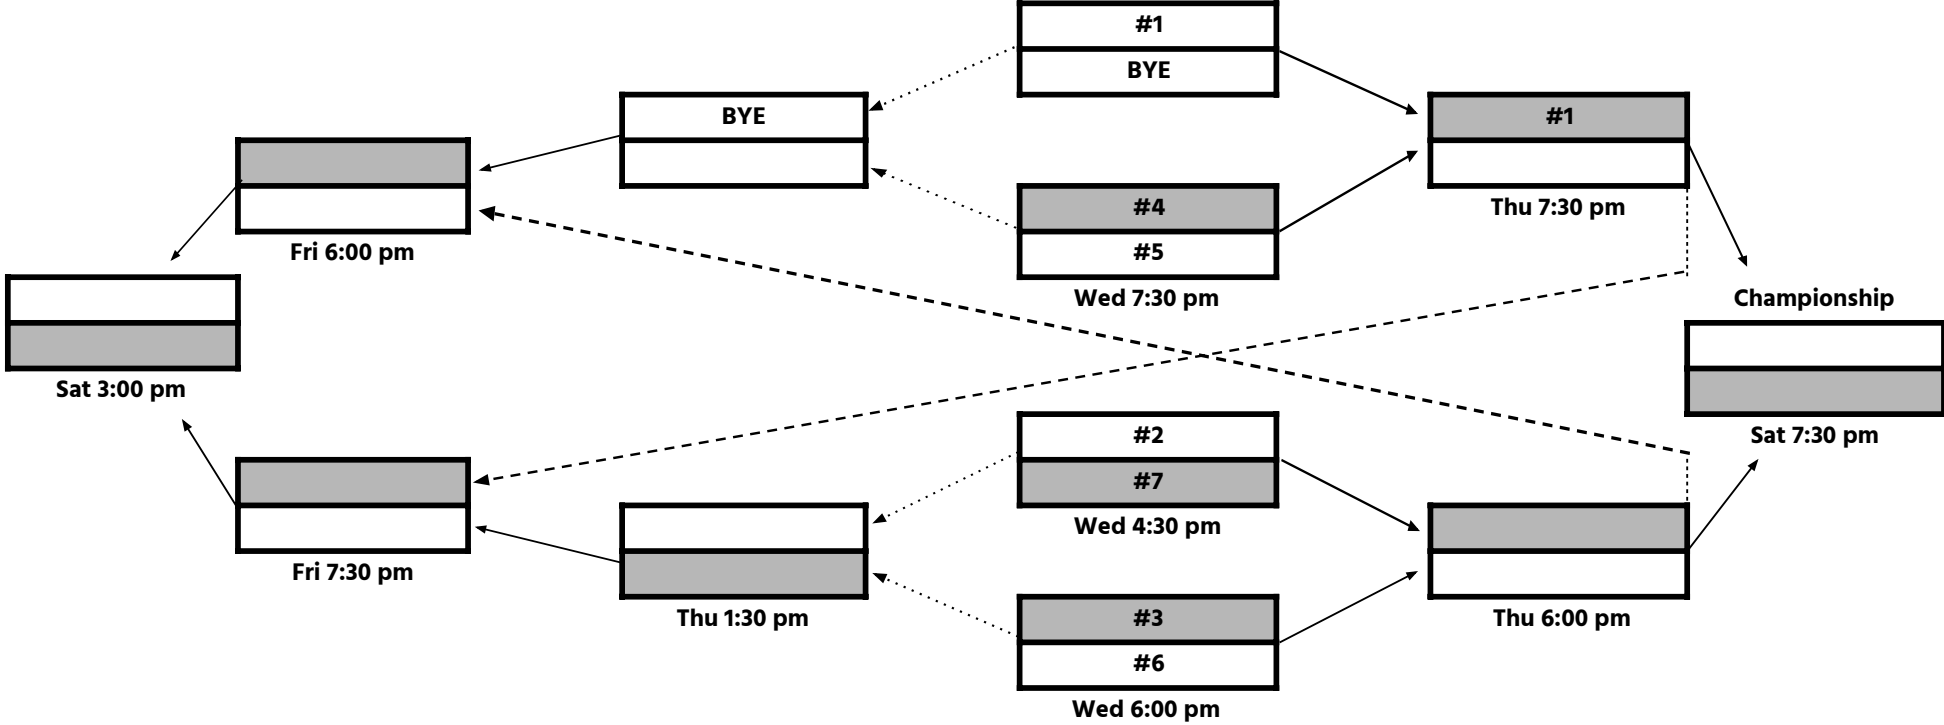 #1
BYE
BYE
#1
#4
#5
Thu 7:30 pm
Fri 6:00 pm
Wed 7:30 pm
Championship
Sat 3:00 pm
#2
#7
Sat 7:30 pm
Wed 4:30 pm
Fri 7:30 pm
#3
#6
Thu 1:30 pm
Thu 6:00 pm
Wed 6:00 pm